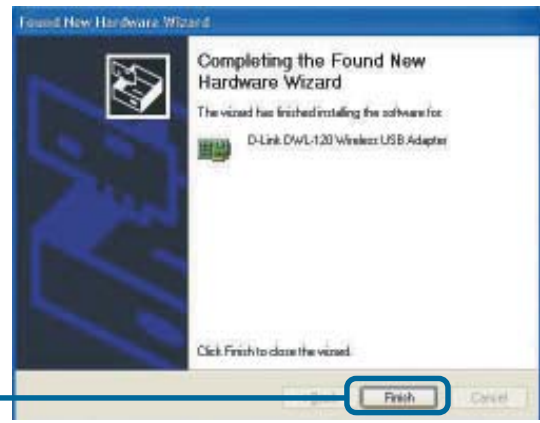 Found New Hardware Wizard
Completing the Found New
Hardware Wizard
The wizard has finished installing the software for:
D-Link DWL-120 Wireless USB Adapter
Click Finish to close the wizard.
Finish
Cancel